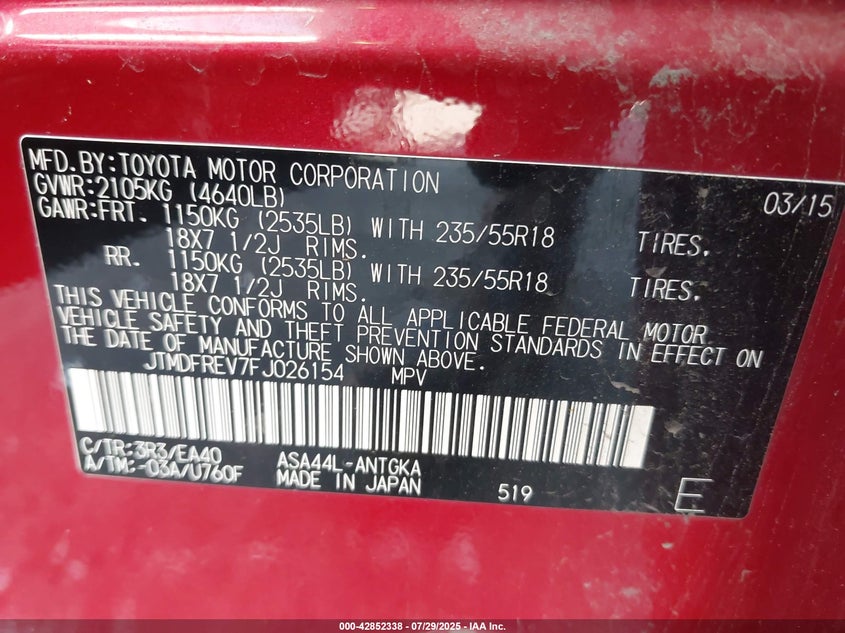 MFD.BY:TOYOTA MOTOR CORPORATION 03/15
GVWR:2105KG (4640LB)
GAWR:FRT. 1150KG (2535LB) WITH 235/55R18 TIRES.
18X7 1/2J RIMS.
RR. 1150KG (2535LB) WITH 235/55R18 TIRES.
18X7 1/2J RIMS.
THIS VEHICLE CONFORMS TO ALL APPLICABLE FEDERAL MOTOR
VEHICLE SAFETY AND THEFT PREVENTION STANDARDS IN EFFECT ON
THE DATE OF MANUFACTURE SHOWN ABOVE.
JTMDFREV7FJ026154 MPV
C/TR:3R3/EA40 ASA44L-ANTGKA
A/TM:-03A/U760F MADE IN JAPAN 519 E
000-42852338 - 07/29/2025 - IAA Inc.